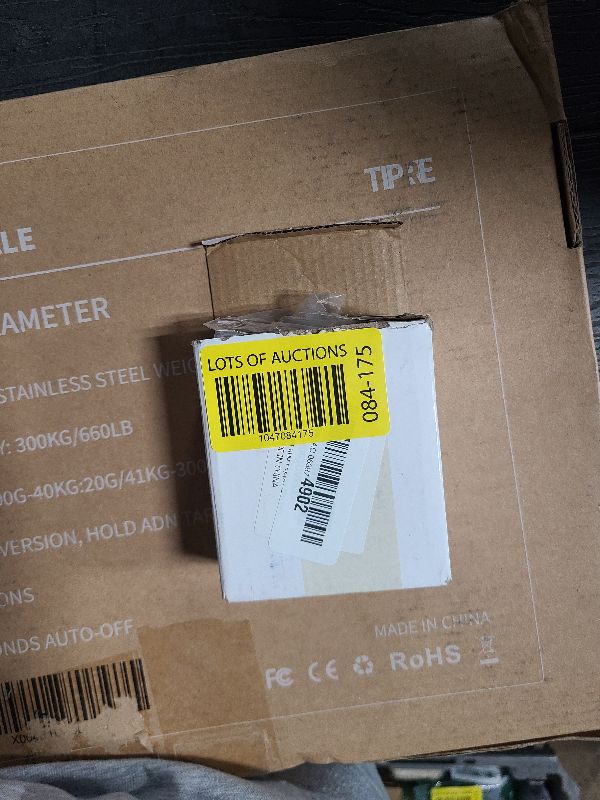 TIPRE
LE
AMETER
STAINLESS STEEL WEIG
Y: 300KG/660LB
0G-40KG:20G/41KG-300
VERSION, HOLD ADN TAR
ONS
ONDS AUTO-OFF
LOTS OF AUCTIONS
084-175
1047084175
4902
MADE IN CHINA
FC CE RoHS